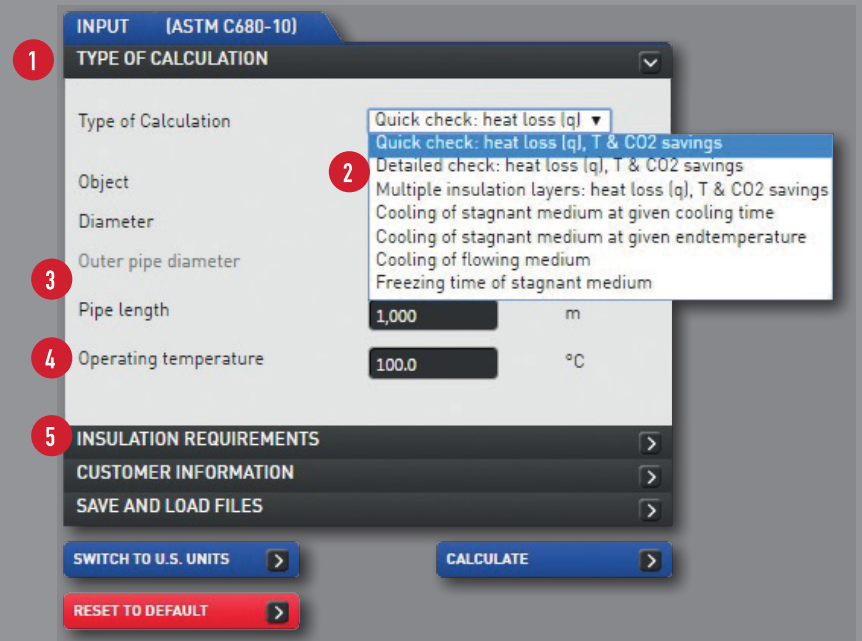 INPUT (ASTM C680-10)
1
TYPE OF CALCULATION
Type of Calculation
Quick check: heat loss (q) ▼
Quick check: heat loss (q), T & CO2 savings
2
Detailed check: heat loss (q), T & CO2 savings
Multiple insulation layers: heat loss (q), T & CO2 savings
Cooling of stagnant medium at given cooling time
Cooling of stagnant medium at given endtemperature
Cooling of flowing medium
Freezing time of stagnant medium
Object
Diameter
Outer pipe diameter
3
Pipe length 1,000 m
4
Operating temperature 100.0 °C
5
INSULATION REQUIREMENTS
CUSTOMER INFORMATION
SAVE AND LOAD FILES
SWITCH TO U.S. UNITS
CALCULATE
RESET TO DEFAULT